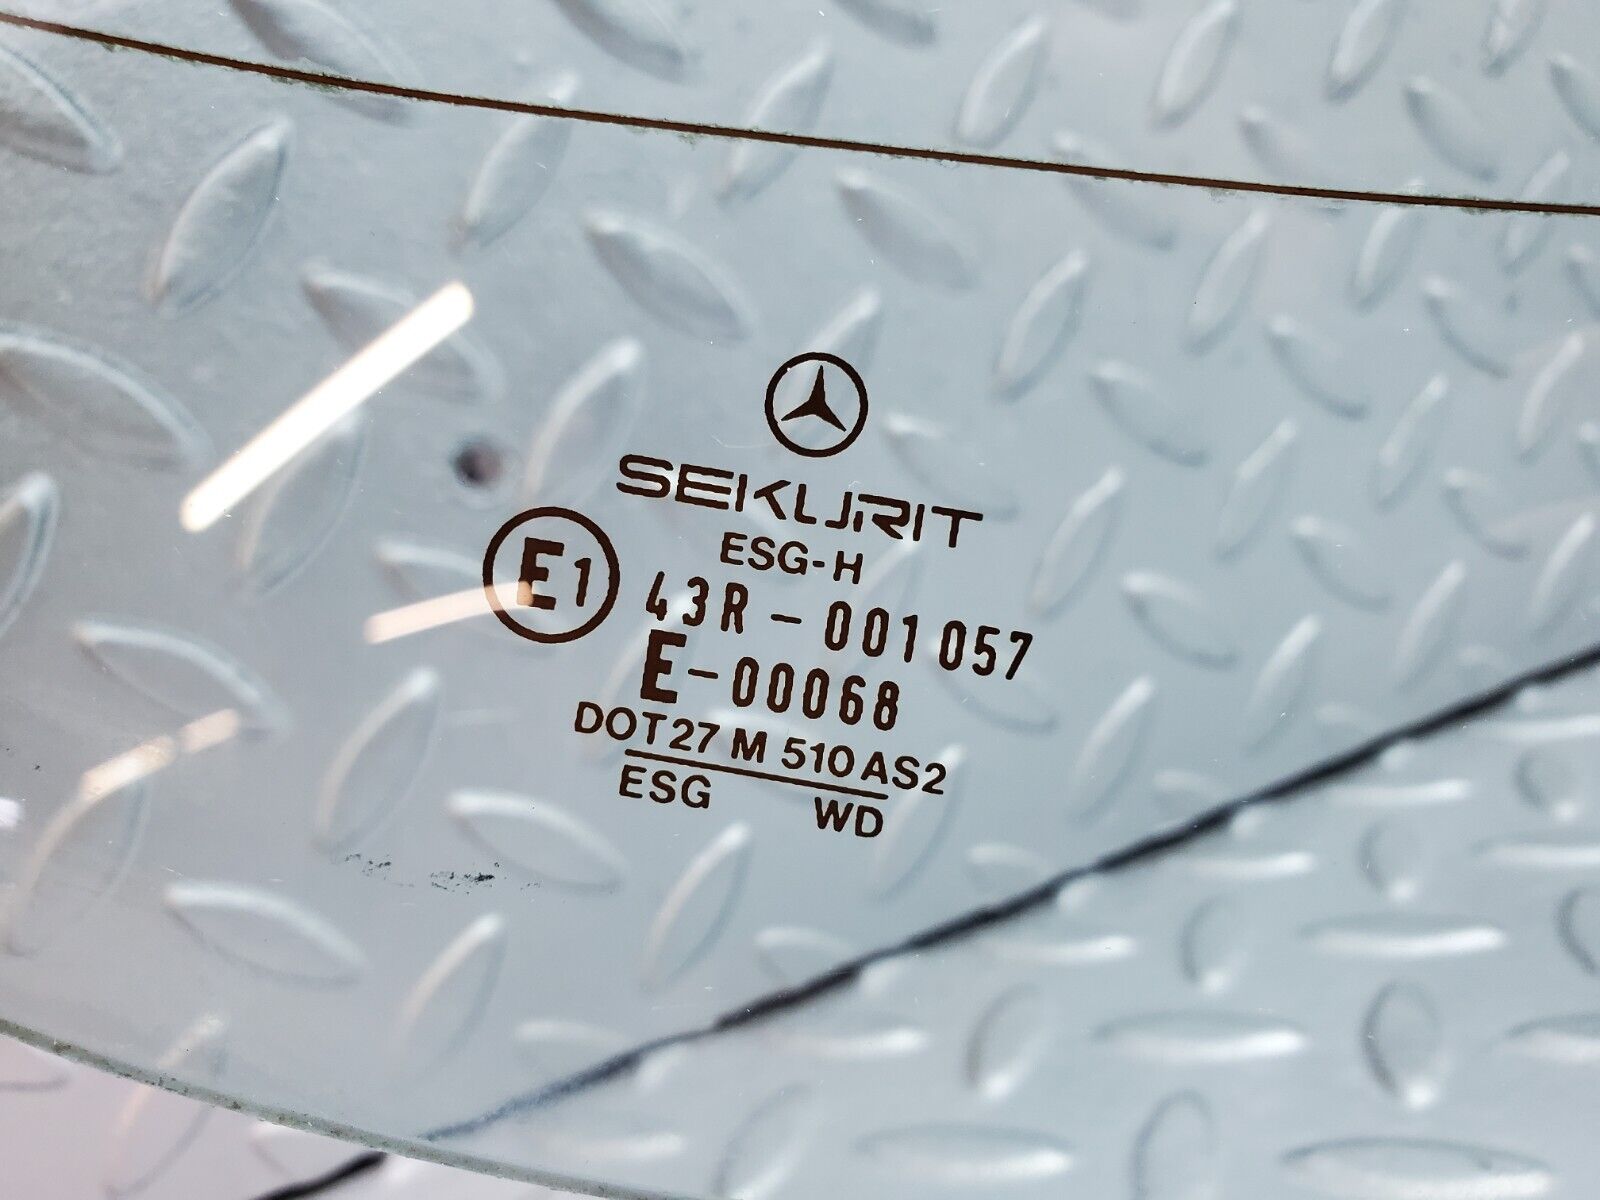 SEKURIT
ESG-H
E1 43R-001057
E-00068
DOT27 M 510AS2
ESG WD